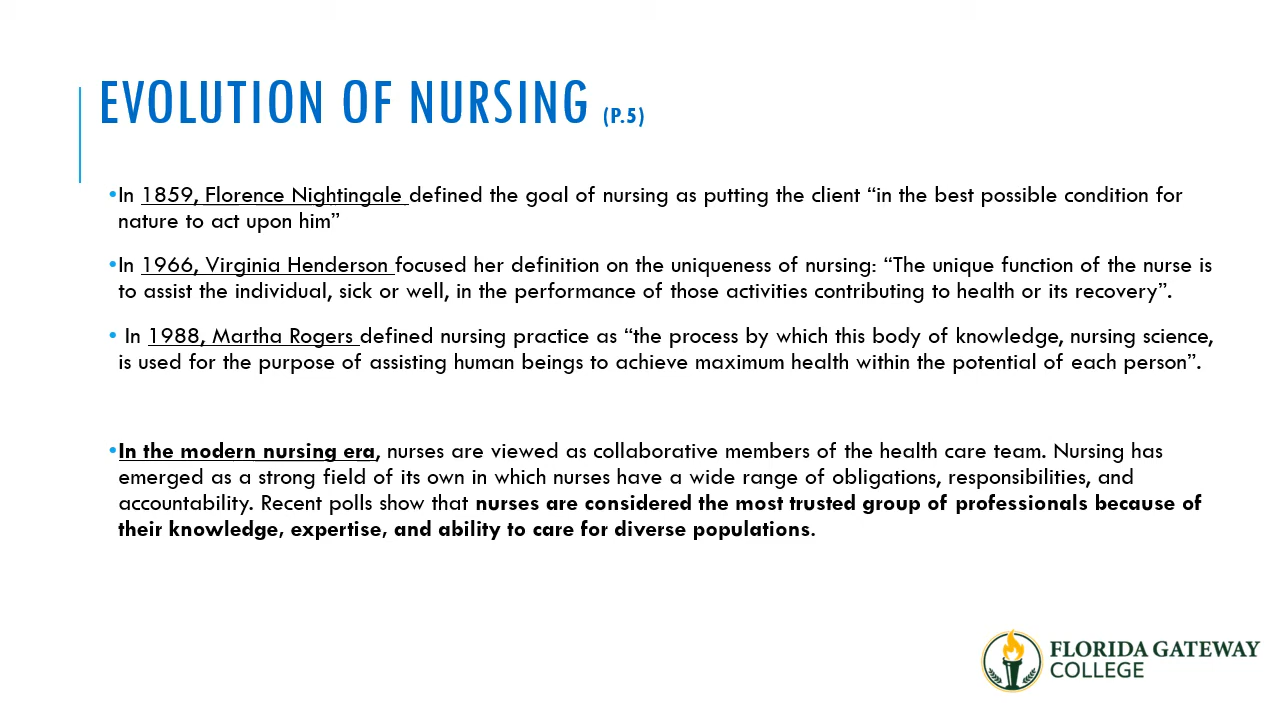 EVOLUTION OF NURSING (P.5)
•In 1859, Florence Nightingale defined the goal of nursing as putting the client “in the best possible condition for
nature to act upon him”
•In 1966, Virginia Henderson focused her definition on the uniqueness of nursing: “The unique function of the nurse is
to assist the individual, sick or well, in the performance of those activities contributing to health or its recovery”.
• In 1988, Martha Rogers defined nursing practice as “the process by which this body of knowledge, nursing science,
is used for the purpose of assisting human beings to achieve maximum health within the potential of each person”.
•In the modern nursing era, nurses are viewed as collaborative members of the health care team. Nursing has
emerged as a strong field of its own in which nurses have a wide range of obligations, responsibilities, and
accountability. Recent polls show that nurses are considered the most trusted group of professionals because of
their knowledge, expertise, and ability to care for diverse populations.
FLORIDA GATEWAY
COLLEGE